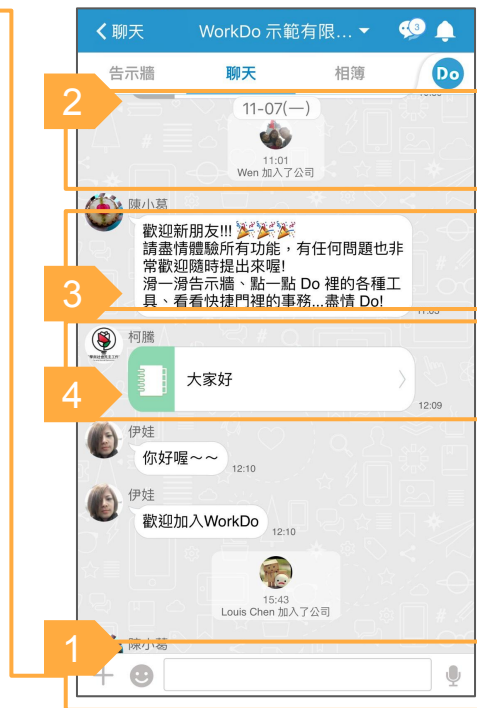 聊天
WorkDo 示範有限...
3
告示牆
聊天
相簿
Do
2
11-07(一)
11:01
Wen 加入了公司
陳小葛
歡迎新朋友!!! 🎉🎉🎉
請盡情體驗所有功能，有任何問題也非
常歡迎隨時提出來喔!
滑一滑告示牆、點一點 Do 裡的各種工
具、看看快捷門裡的事務...盡情 Do!
3
11:03
柯騰
大家好
4
12:09
伊娃
你好喔～～
12:10
伊娃
歡迎加入WorkDo
12:10
15:43
Louis Chen 加入了公司
1
陳小葛